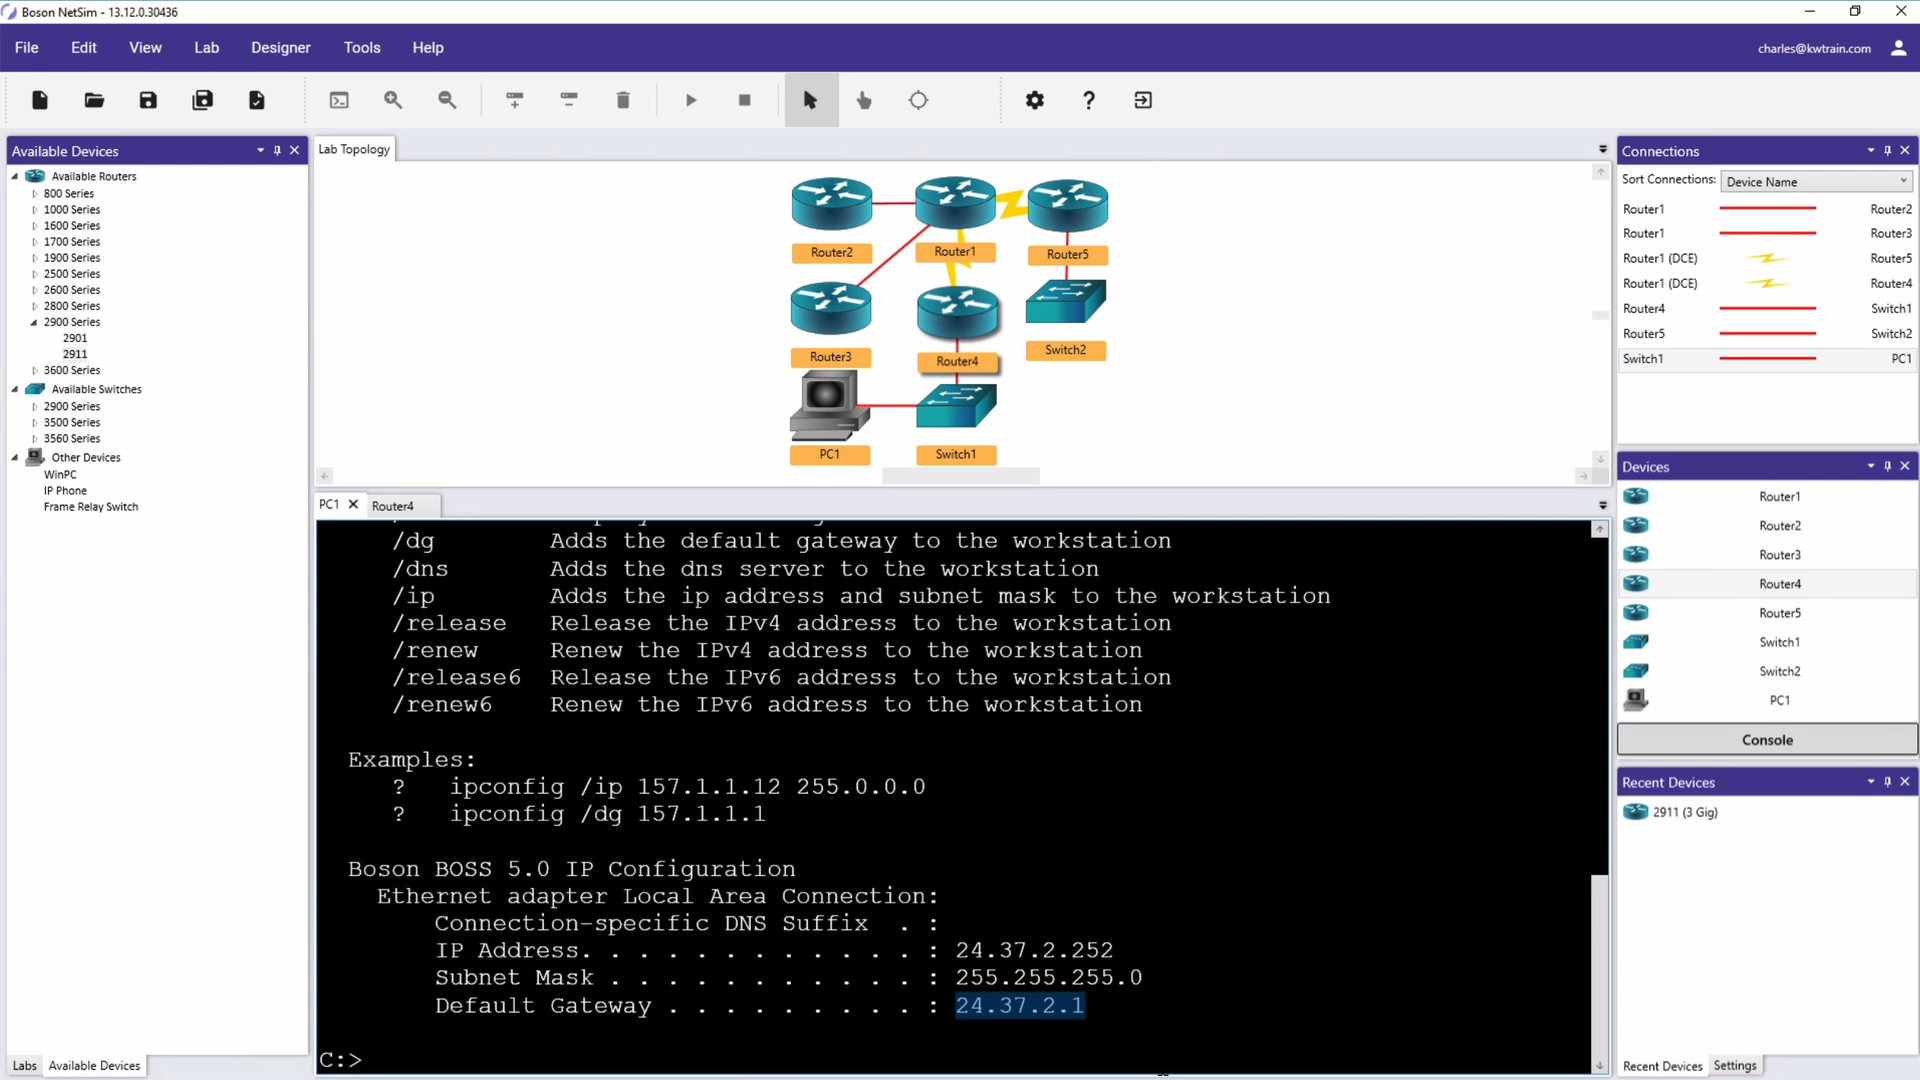 Boson NetSim - 13.12.0.30436
File Edit View Lab Designer Tools Help
charles@kwtrain.com
Available Devices
Available Routers
800 Series
1000 Series
1600 Series
1700 Series
1900 Series
2500 Series
2600 Series
2800 Series
2900 Series
2901
2911
3600 Series
Available Switches
2900 Series
3500 Series
3560 Series
Other Devices
WinPC
IP Phone
Frame Relay Switch
Labs Available Devices
Lab Topology
Router2
Router1
Router5
Router3
Router4
Switch2
PC1
Switch1
PC1 Router4
/dg Adds the default gateway to the workstation
/dns Adds the dns server to the workstation
/ip Adds the ip address and subnet mask to the workstation
/release Release the IPv4 address to the workstation
/renew Renew the IPv4 address to the workstation
/release6 Release the IPv6 address to the workstation
/renew6 Renew the IPv6 address to the workstation
Examples:
? ipconfig /ip 157.1.1.12 255.0.0.0
? ipconfig /dg 157.1.1.1
Boson BOSS 5.0 IP Configuration
Ethernet adapter Local Area Connection:
Connection-specific DNS Suffix . :
IP Address. . . . . . . . . . . . : 24.37.2.252
Subnet Mask . . . . . . . . . . . : 255.255.255.0
Default Gateway . . . . . . . . . : 24.37.2.1
C:>
Connections
Sort Connections: Device Name
Router1 Router2
Router1 Router3
Router1 (DCE) Router5
Router1 (DCE) Router4
Router4 Switch1
Router5 Switch2
Switch1 PC1
Devices
Router1
Router2
Router3
Router4
Router5
Switch1
Switch2
PC1
Console
Recent Devices
2911 (3 Gig)
Recent Devices Settings